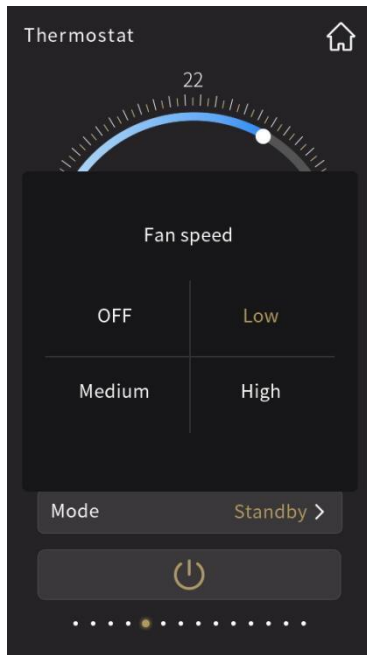 Thermostat
22
Fan speed
OFF
Low
Medium
High
Mode
Standby